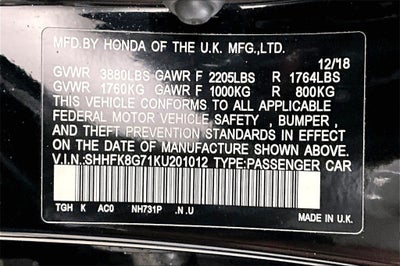 MFD.BY HONDA OF THE U.K. MFG.,LTD.
12/18
GVWR 3880LBS GAWR F 2205LBS R 1764LBS
GVWR 1760KG GAWR F 1000KG R 800KG
THIS VEHICLE CONFORMS TO ALL APPLICABLE
FEDERAL MOTOR VEHICLE SAFETY , BUMPER ,
AND THEFT PREVENTION STANDARDS IN EFFECT
ON THE DATE OF MANUFACTURE SHOWN ABOVE.
V.I.N.:SHHFK8G71KU201012 TYPE:PASSENGER CAR
TGH K AC0 NH731P .N.U
MADE IN U.K.